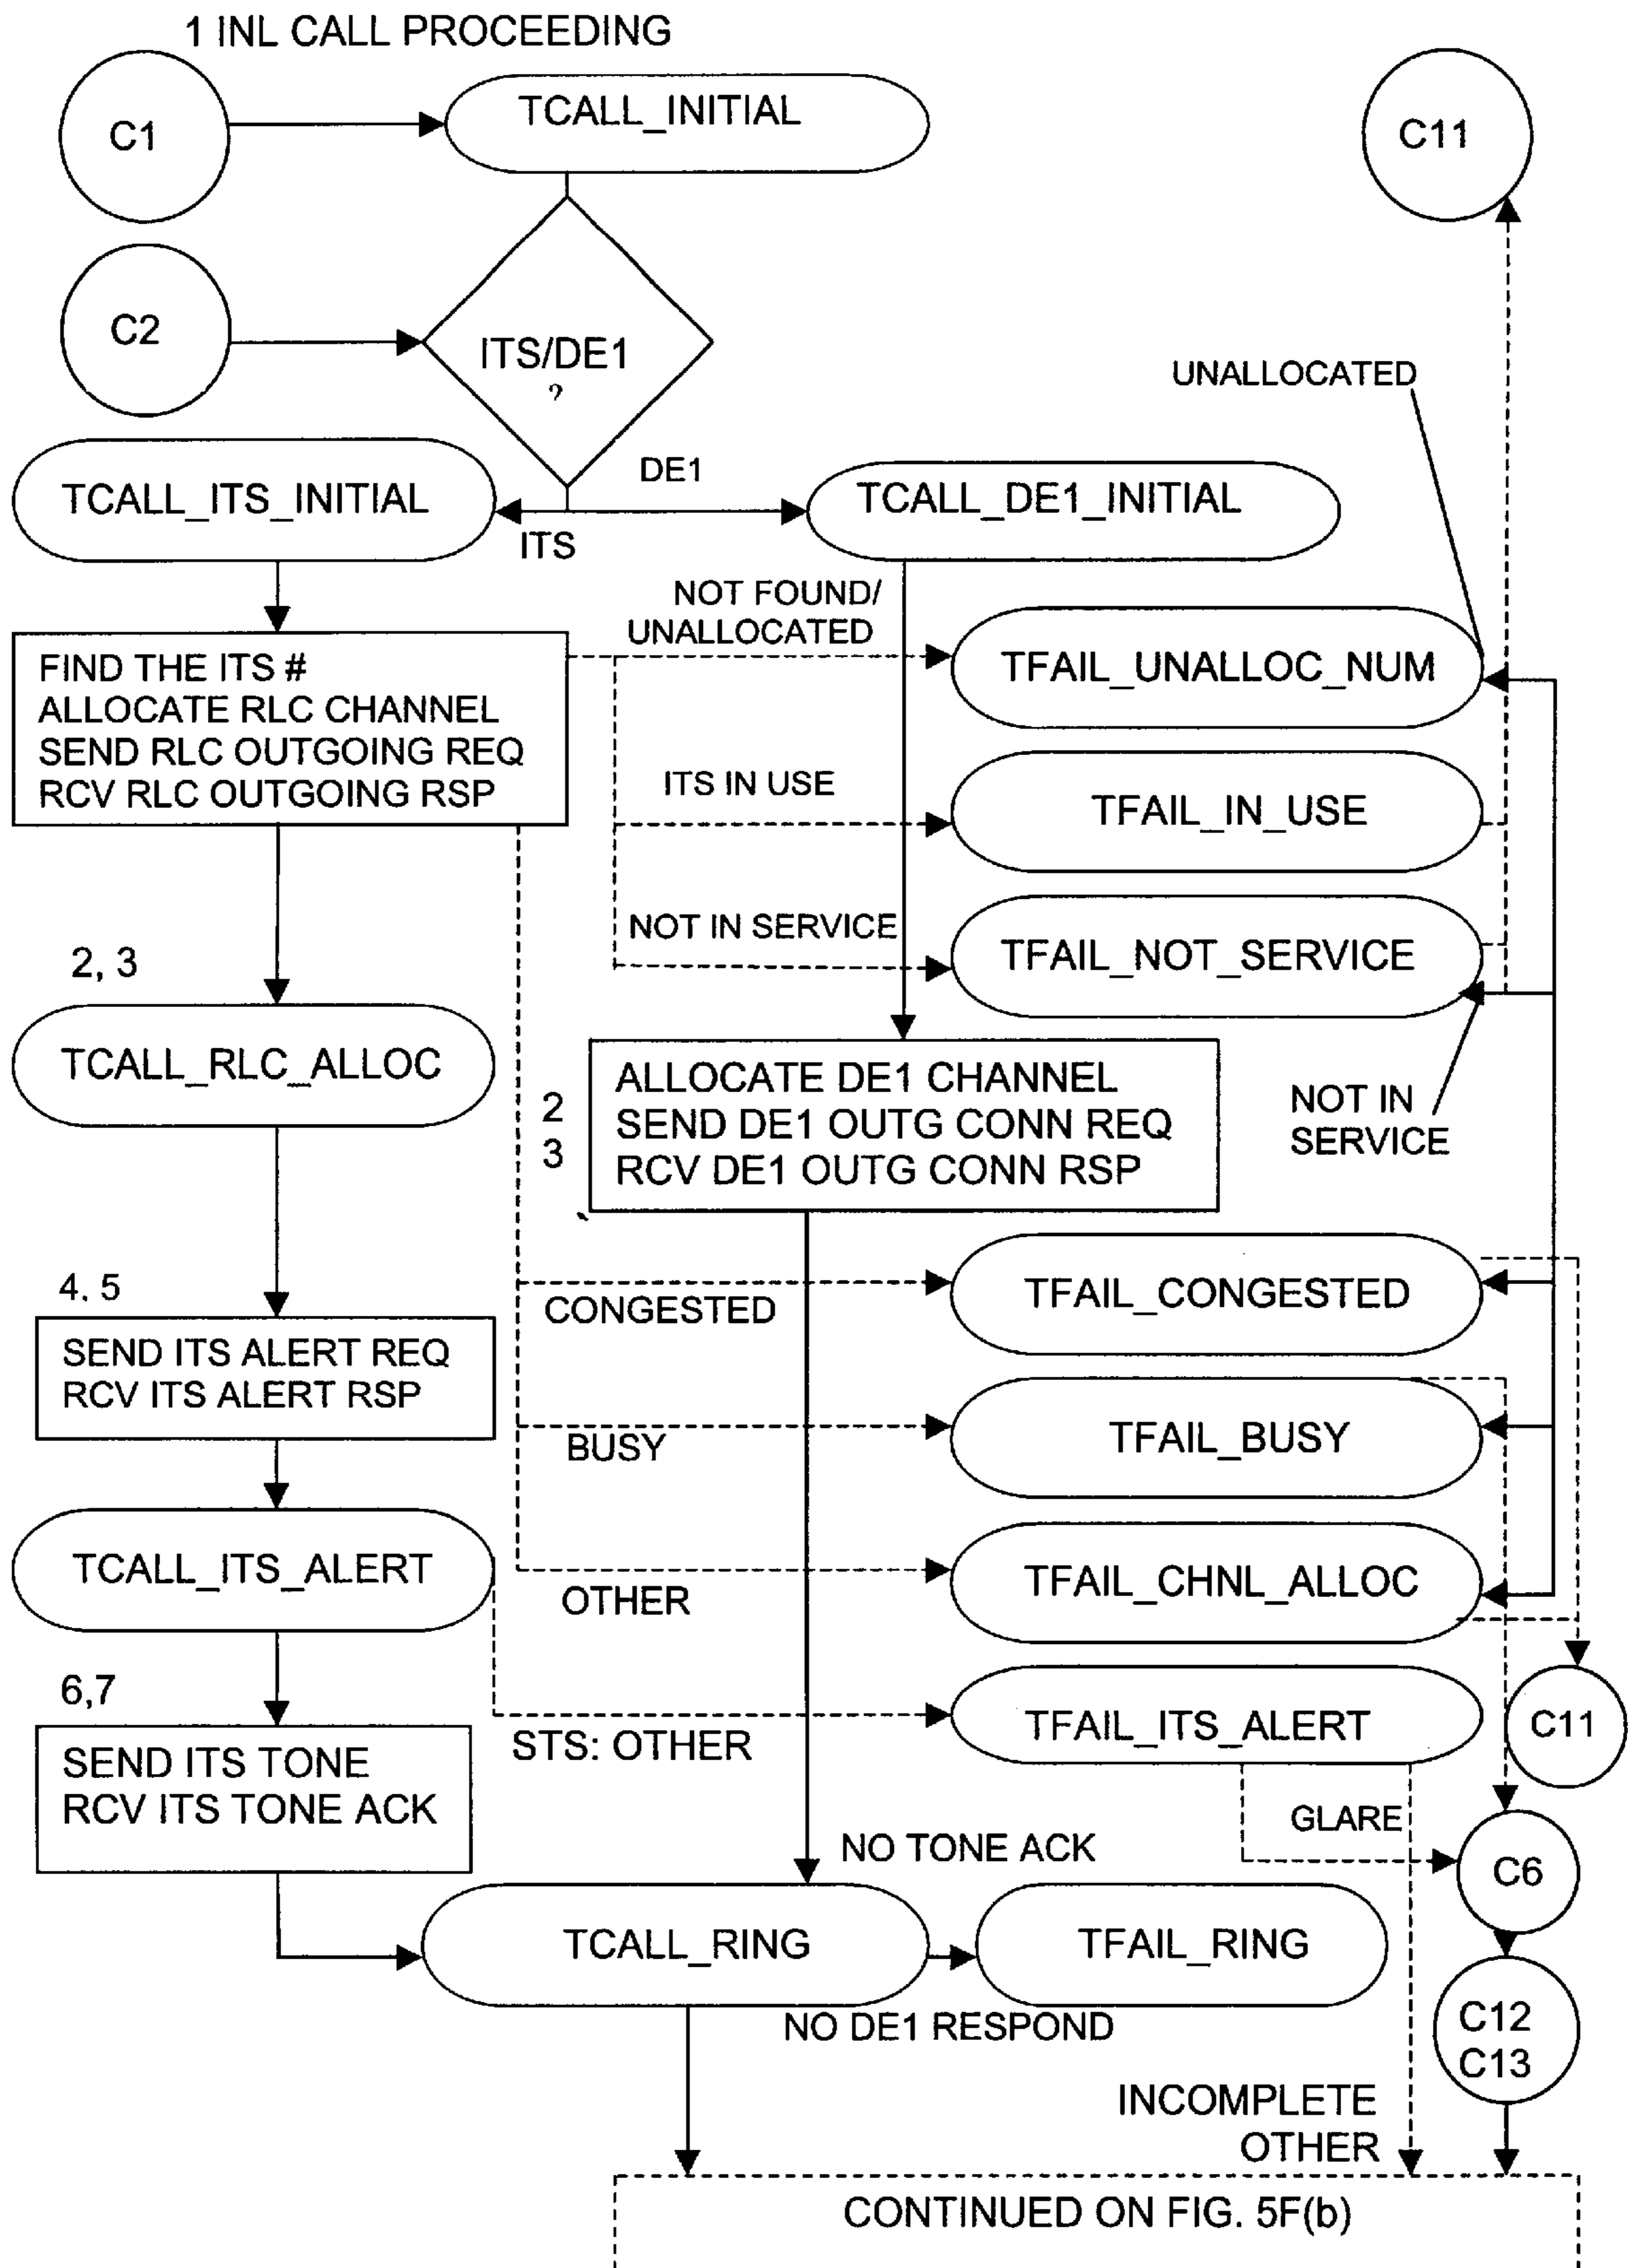 1 INL CALL PROCEEDING
C1
TCALL_INITIAL
C11
C2
ITS/DE1
?
UNALLOCATED
DE1
TCALL_ITS_INITIAL
TCALL_DE1_INITIAL
ITS
NOT FOUND/
UNALLOCATED
FIND THE ITS #
ALLOCATE RLC CHANNEL
SEND RLC OUTGOING REQ
RCV RLC OUTGOING RSP
TFAIL_UNALLOC_NUM
ITS IN USE
TFAIL_IN_USE
NOT IN SERVICE
TFAIL_NOT_SERVICE
2, 3
TCALL_RLC_ALLOC
2
3
ALLOCATE DE1 CHANNEL
SEND DE1 OUTG CONN REQ
RCV DE1 OUTG CONN RSP
NOT IN
SERVICE
4, 5
CONGESTED
TFAIL_CONGESTED
SEND ITS ALERT REQ
RCV ITS ALERT RSP
BUSY
TFAIL_BUSY
TCALL_ITS_ALERT
OTHER
TFAIL_CHNL_ALLOC
6,7
STS: OTHER
TFAIL_ITS_ALERT
C11
SEND ITS TONE
RCV ITS TONE ACK
GLARE
NO TONE ACK
C6
TCALL_RING
TFAIL_RING
NO DE1 RESPOND
C12
C13
INCOMPLETE
OTHER
CONTINUED ON FIG. 5F(b)